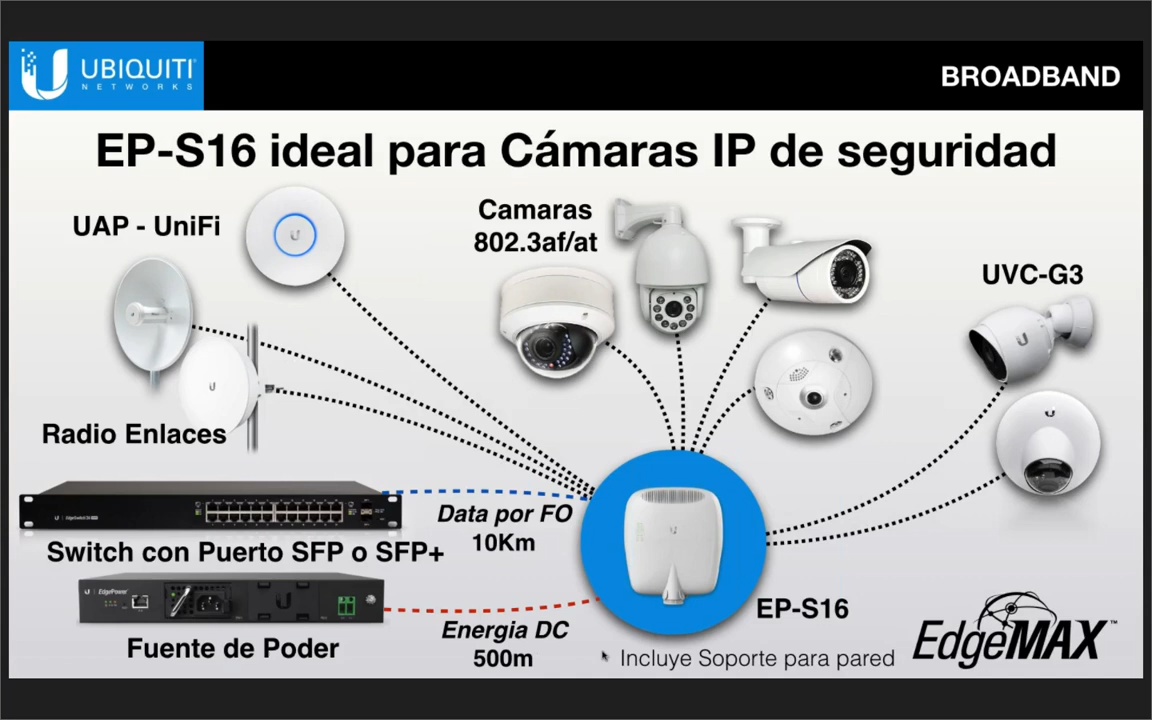 UBIQUITI
NETWORKS
BROADBAND
EP-S16 ideal para Cámaras IP de seguridad
UAP - UniFi
Camaras
802.3af/at
UVC-G3
Radio Enlaces
Data por FO
10Km
Switch con Puerto SFP o SFP+
EdgePower
EP-S16
Energia DC
500m
Fuente de Poder
Incluye Soporte para pared
EdgeMAX™